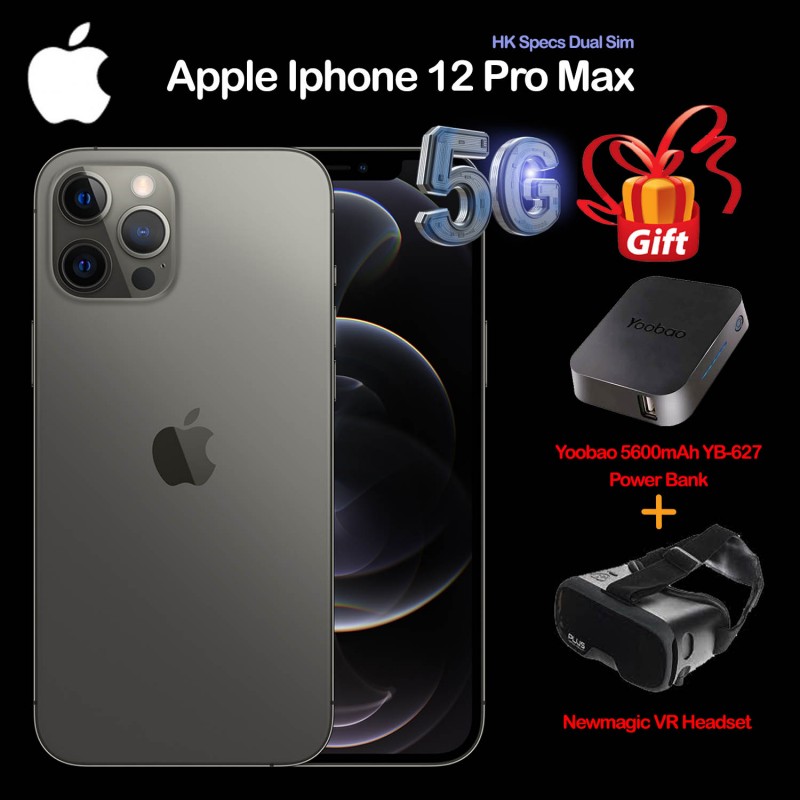 HK Specs Dual Sim
Apple Iphone 12 Pro Max
5G
Gift
Yoobao
Yoobao 5600mAh YB-627
Power Bank
+
PLUS
Newmagic VR Headset